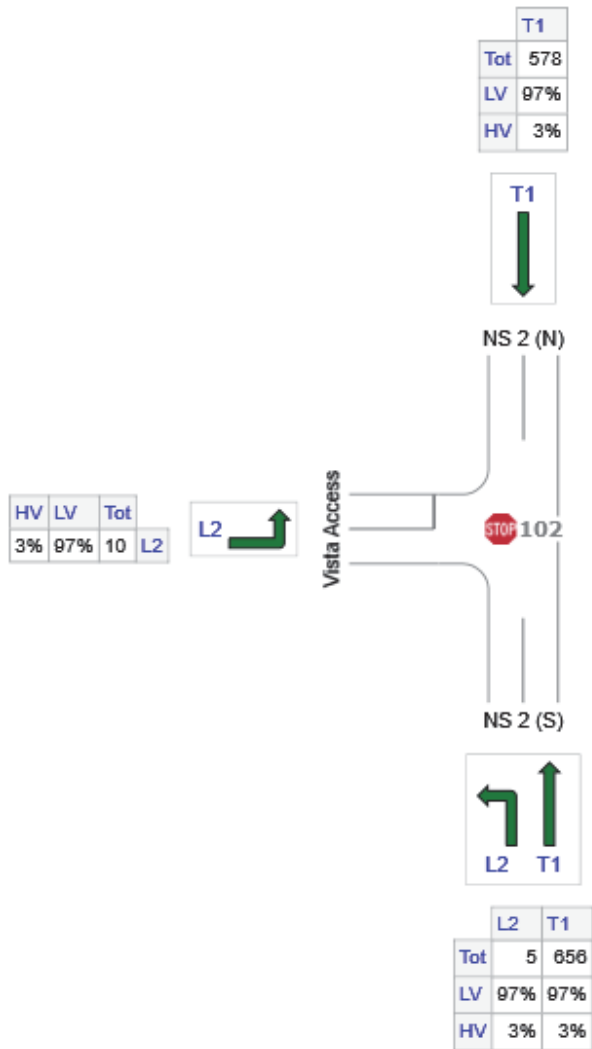 T1
Tot 578
LV 97%
HV 3%
T1
NS 2 (N)
HV LV Tot
3% 97% 10 L2
L2
Vista Access
STOP 102
NS 2 (S)
L2 T1
L2 T1
Tot 5 656
LV 97% 97%
HV 3% 3%